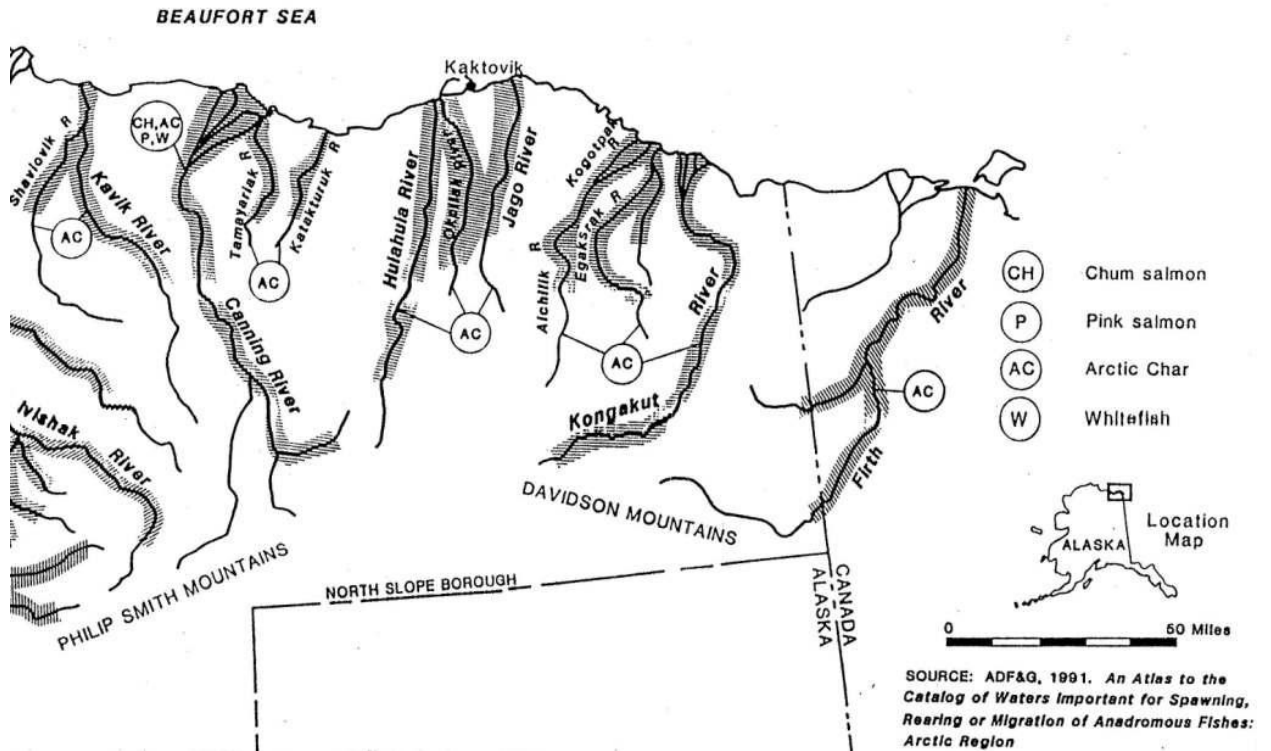 BEAUFORT SEA
Kaktovik
CH, AC
P, W
Shavlovik R
Kavik River
Tamayariak R
Katakturuk R
Hulahula River
Okpilak River
Jago River
Kogotpak R
Egaksrak R
Aichilik R
River
Kongakut
River
Firth
Canning River
Ivishak
River
AC
AC
AC
AC
AC
CH Chum salmon
P Pink salmon
AC Arctic Char
W Whitefish
DAVIDSON MOUNTAINS
PHILIP SMITH MOUNTAINS
NORTH SLOPE BOROUGH
CANADA
ALASKA
ALASKA
Location
Map
0 50 Miles
SOURCE: ADF&G, 1991. An Atlas to the
Catalog of Waters Important for Spawning,
Rearing or Migration of Anadromous Fishes:
Arctic Region